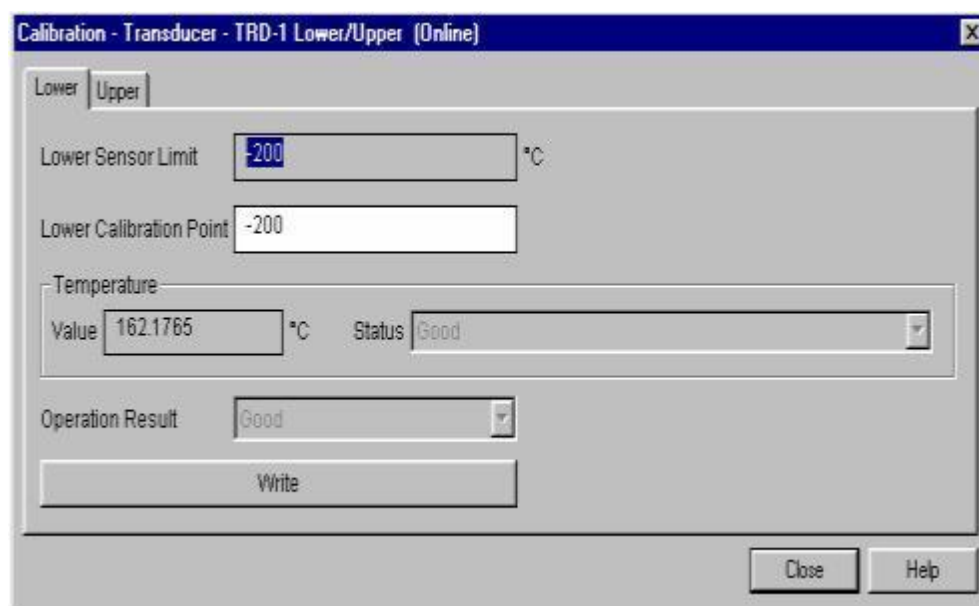 Calibration - Transducer - TRD-1 Lower/Upper (Online)
Lower Upper
Lower Sensor Limit -200 °C
Lower Calibration Point -200
Temperature
Value 162.1765 °C Status Good
Operation Result Good
Write
Close Help